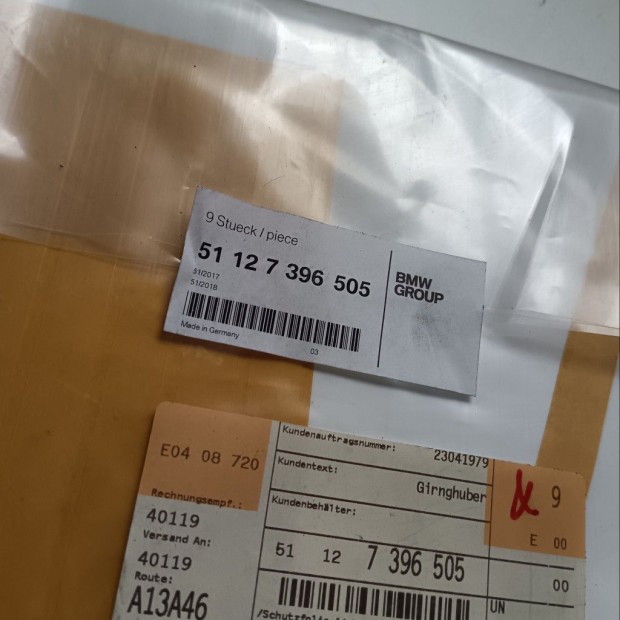 9 Stueck / piece
51 12 7 396 505
51/2017
51/2018
Made in Germany
03
BMW
GROUP
E04 08 720
Rechnungsempf.:
40119
Versand An:
40119
Route:
A13A46
Kundenauftragsnummer:
23041979
Kundentext:
Girnghuber
Kundenbehälter:
51 12 7 396 505
9
E 00
00
UN